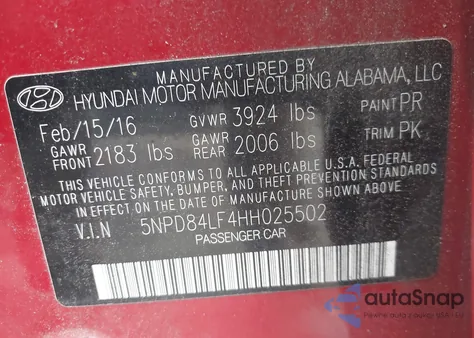 MANUFACTURED BY
HYUNDAI MOTOR MANUFACTURING ALABAMA, LLC
Feb/15/16 GVWR 3924 lbs PAINT PR
GAWR FRONT 2183 lbs GAWR REAR 2006 lbs TRIM PK
THIS VEHICLE CONFORMS TO ALL APPLICABLE U.S.A. FEDERAL
MOTOR VEHICLE SAFETY, BUMPER, AND THEFT PREVENTION STANDARDS
IN EFFECT ON THE DATE OF MANUFACTURE SHOWN ABOVE.
V.I.N 5NPD84LF4HH025502
PASSENGER CAR
autoSnap